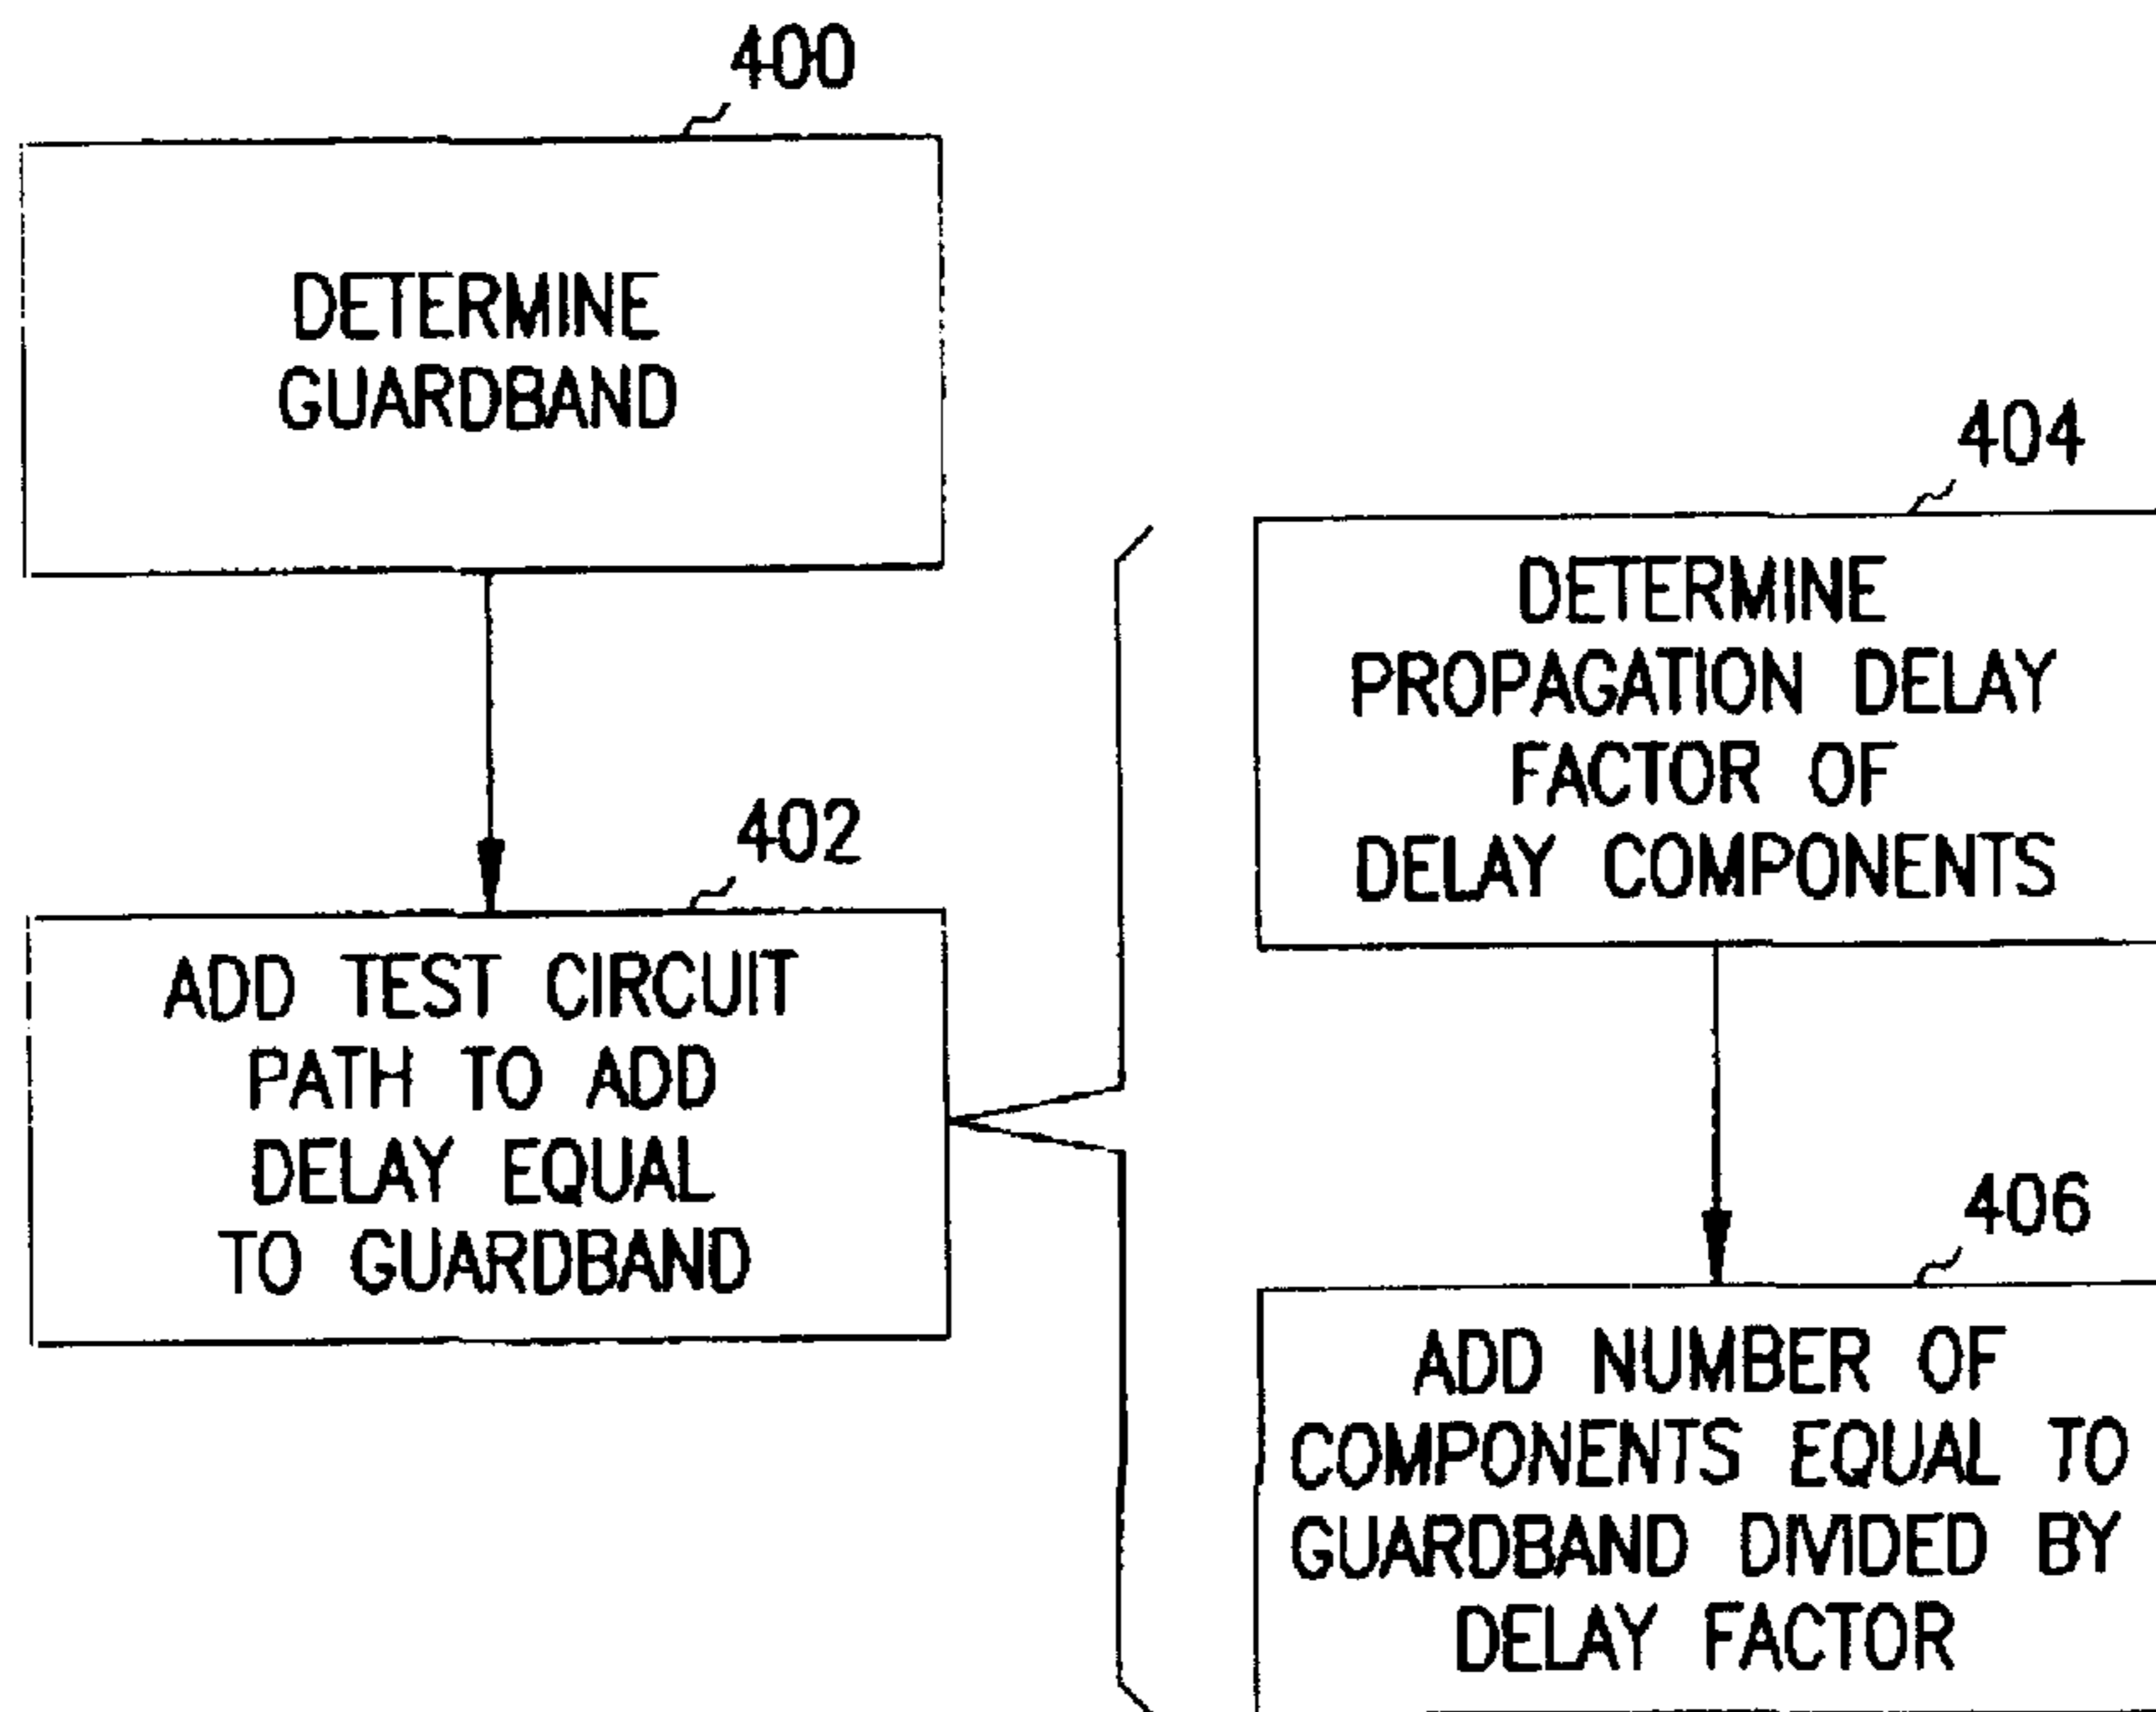 400
DETERMINE
GUARDBAND
402
ADD TEST CIRCUIT
PATH TO ADD
DELAY EQUAL
TO GUARDBAND
404
DETERMINE
PROPAGATION DELAY
FACTOR OF
DELAY COMPONENTS
406
ADD NUMBER OF
COMPONENTS EQUAL TO
GUARDBAND DIVIDED BY
DELAY FACTOR